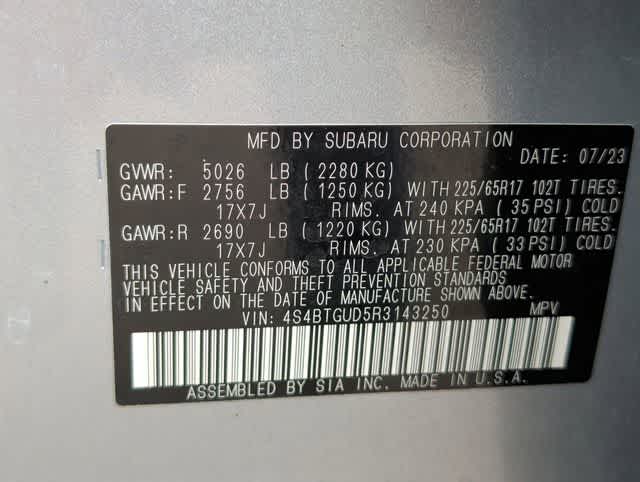 MFD. BY SUBARU CORPORATION
DATE: 07/23
GVWR: 5026 LB (2280 KG)
GAWR:F 2756 LB (1250 KG) WITH 225/65R17 102T TIRES.
17X7J RIMS. AT 240 KPA (35 PSI) COLD
GAWR:R 2690 LB (1220 KG) WITH 225/65R17 102T TIRES.
17X7J RIMS. AT 230 KPA (33 PSI) COLD
THIS VEHICLE CONFORMS TO ALL APPLICABLE FEDERAL MOTOR
VEHICLE SAFETY AND THEFT PREVENTION STANDARDS
IN EFFECT ON THE DATE OF MANUFACTURE SHOWN ABOVE.
VIN: 4S4BTGUD5R3143250 MPV
ASSEMBLED BY SIA INC. MADE IN U.S.A.